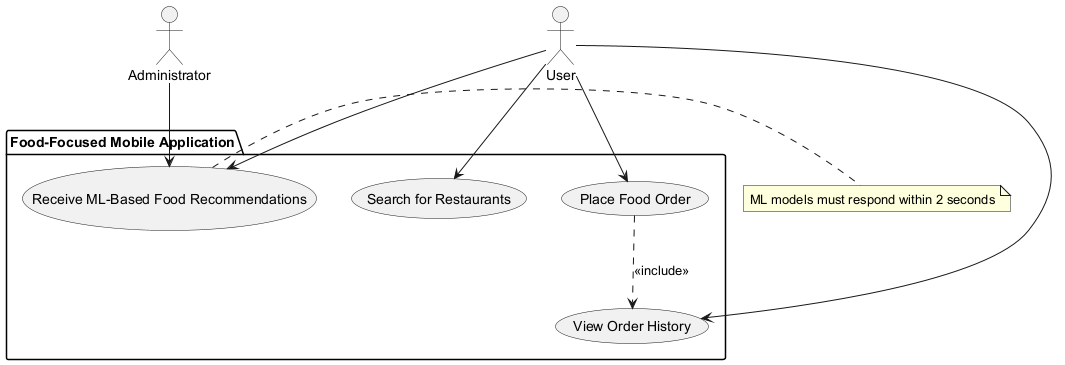 Administrator
User
Food-Focused Mobile Application
Receive ML-Based Food Recommendations
Search for Restaurants
Place Food Order
ML models must respond within 2 seconds
«include»
View Order History